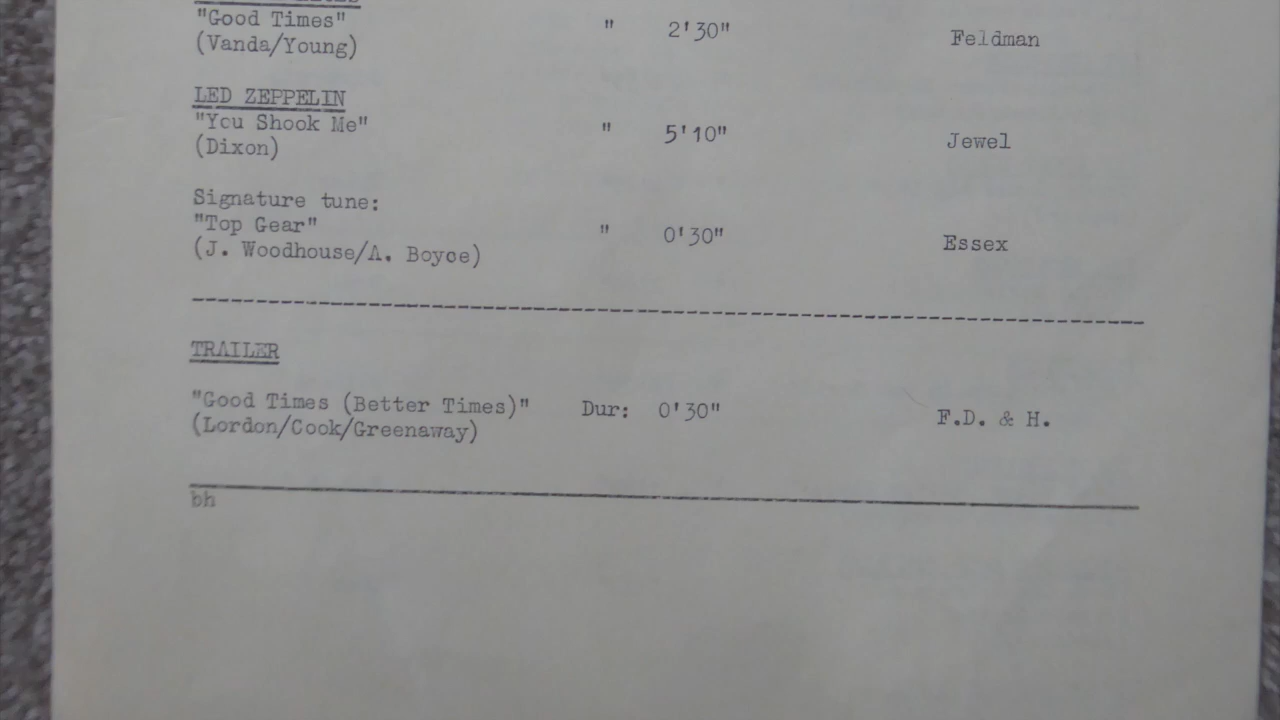 "Good Times" " 2'30" Feldman
(Vanda/Young)
LED ZEPPELIN
"You Shook Me" " 5'10" Jewel
(Dixon)
Signature tune:
"Top Gear" " 0'30" Essex
(J. Woodhouse/A. Boyce)
TRAILER
"Good Times (Better Times)" Dur: 0'30" F.D. & H.
(Lordon/Cook/Greenaway)
bh